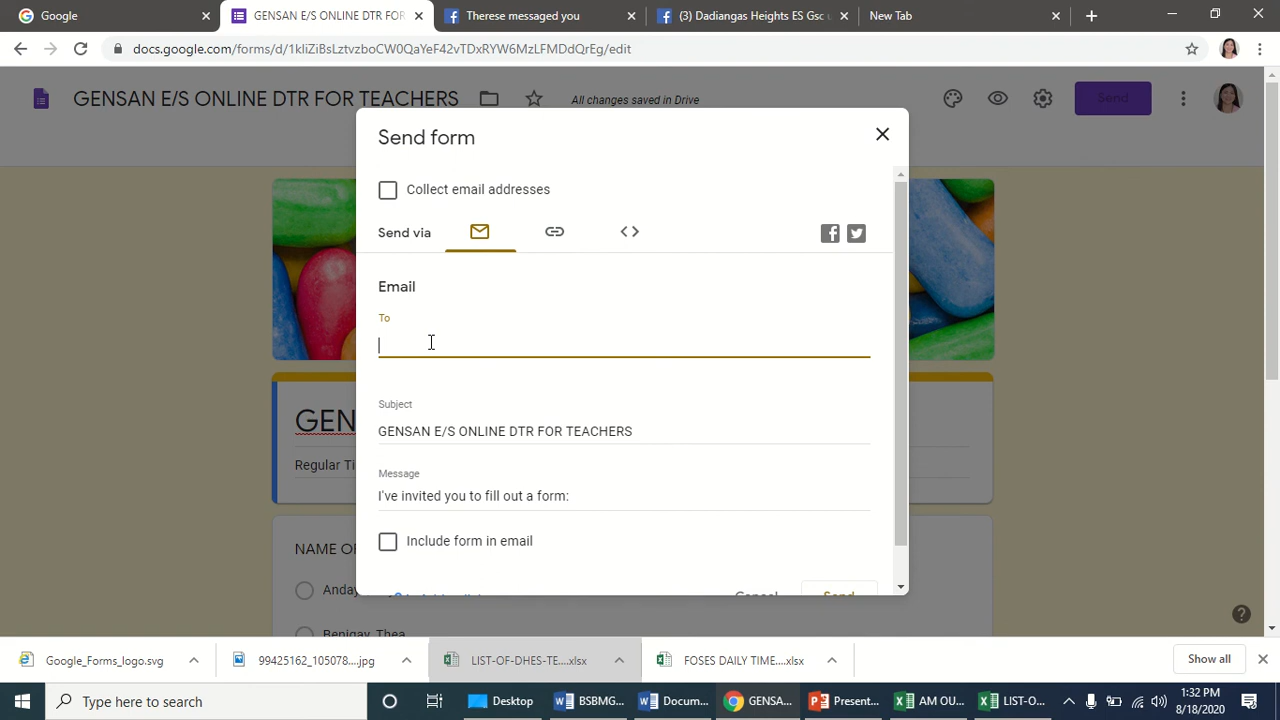 Google
GENSAN E/S ONLINE DTR FOR
Therese messaged you
(3) Dadiangas Heights ES Gsc
New Tab
docs.google.com/forms/d/1kliZiBsLztvzboCW0QaYeF42vTDxRYW6MzLFMDdQrEg/edit
GENSAN E/S ONLINE DTR FOR TEACHERS
All changes saved in Drive
Send
Send form
Collect email addresses
Send via
Email
To
Subject
GENSAN E/S ONLINE DTR FOR TEACHERS
Message
I've invited you to fill out a form:
Include form in email
Cancel
Send
GEN
Regular Ti
NAME OF
Anday
Benigay, Thea
Google_Forms_logo.svg
99425162_105078....jpg
LIST-OF-DHES-TE....xlsx
FOSES DAILY TIME....xlsx
Show all
Type here to search
Desktop
BSBMG...
Docum...
GENSA...
Present...
AM OU...
LIST-O...
1:32 PM
8/18/2020